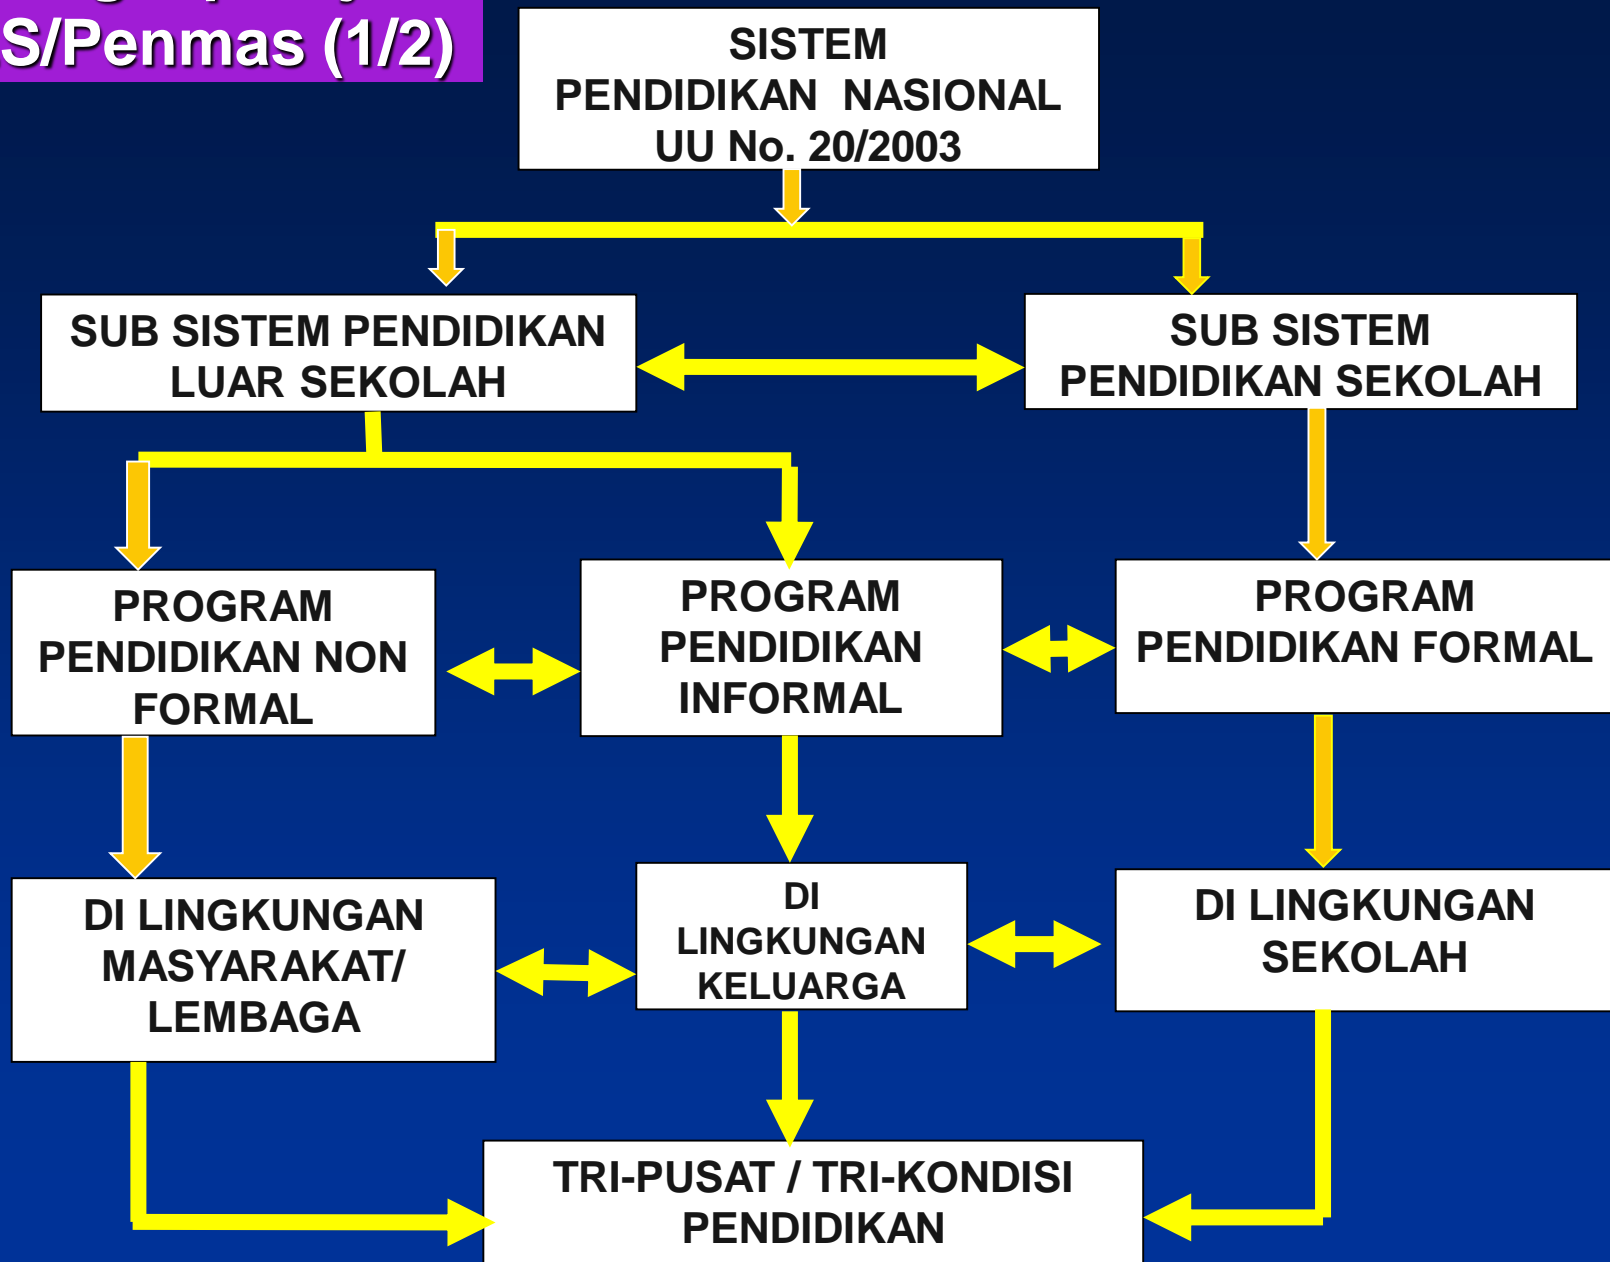 S/Penmas (1/2)
SISTEM
PENDIDIKAN NASIONAL
UU No. 20/2003
SUB SISTEM PENDIDIKAN
LUAR SEKOLAH
SUB SISTEM
PENDIDIKAN SEKOLAH
PROGRAM
PENDIDIKAN NON
FORMAL
PROGRAM
PENDIDIKAN
INFORMAL
PROGRAM
PENDIDIKAN FORMAL
DI LINGKUNGAN
MASYARAKAT/
LEMBAGA
DI
LINGKUNGAN
KELUARGA
DI LINGKUNGAN
SEKOLAH
TRI-PUSAT / TRI-KONDISI
PENDIDIKAN